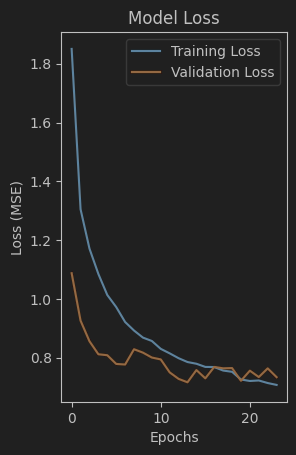 Model Loss
Training Loss
Validation Loss
1.8
1.6
1.4
1.2
1.0
0.8
Loss (MSE)
0 10 20
Epochs